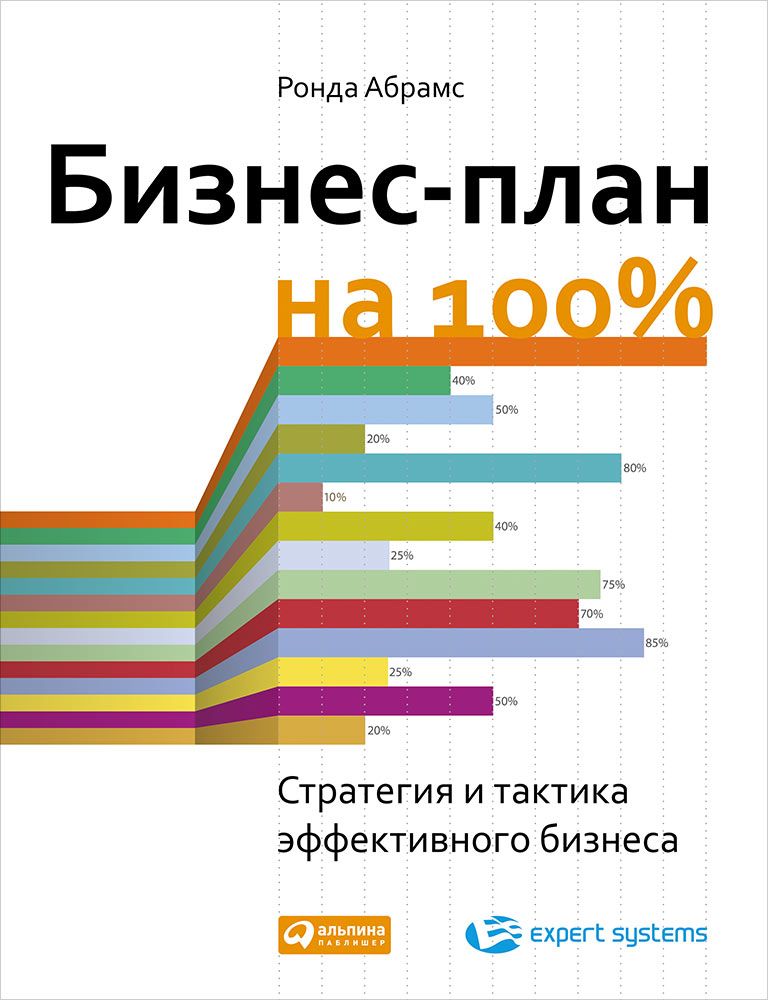 Ронда Абрамс
Бизнес-план
на 100%
40%
50%
20%
80%
10%
40%
25%
75%
70%
85%
25%
50%
20%
Стратегия и тактика
эффективного бизнеса
альпина
ПАБЛИШЕР
expert systems